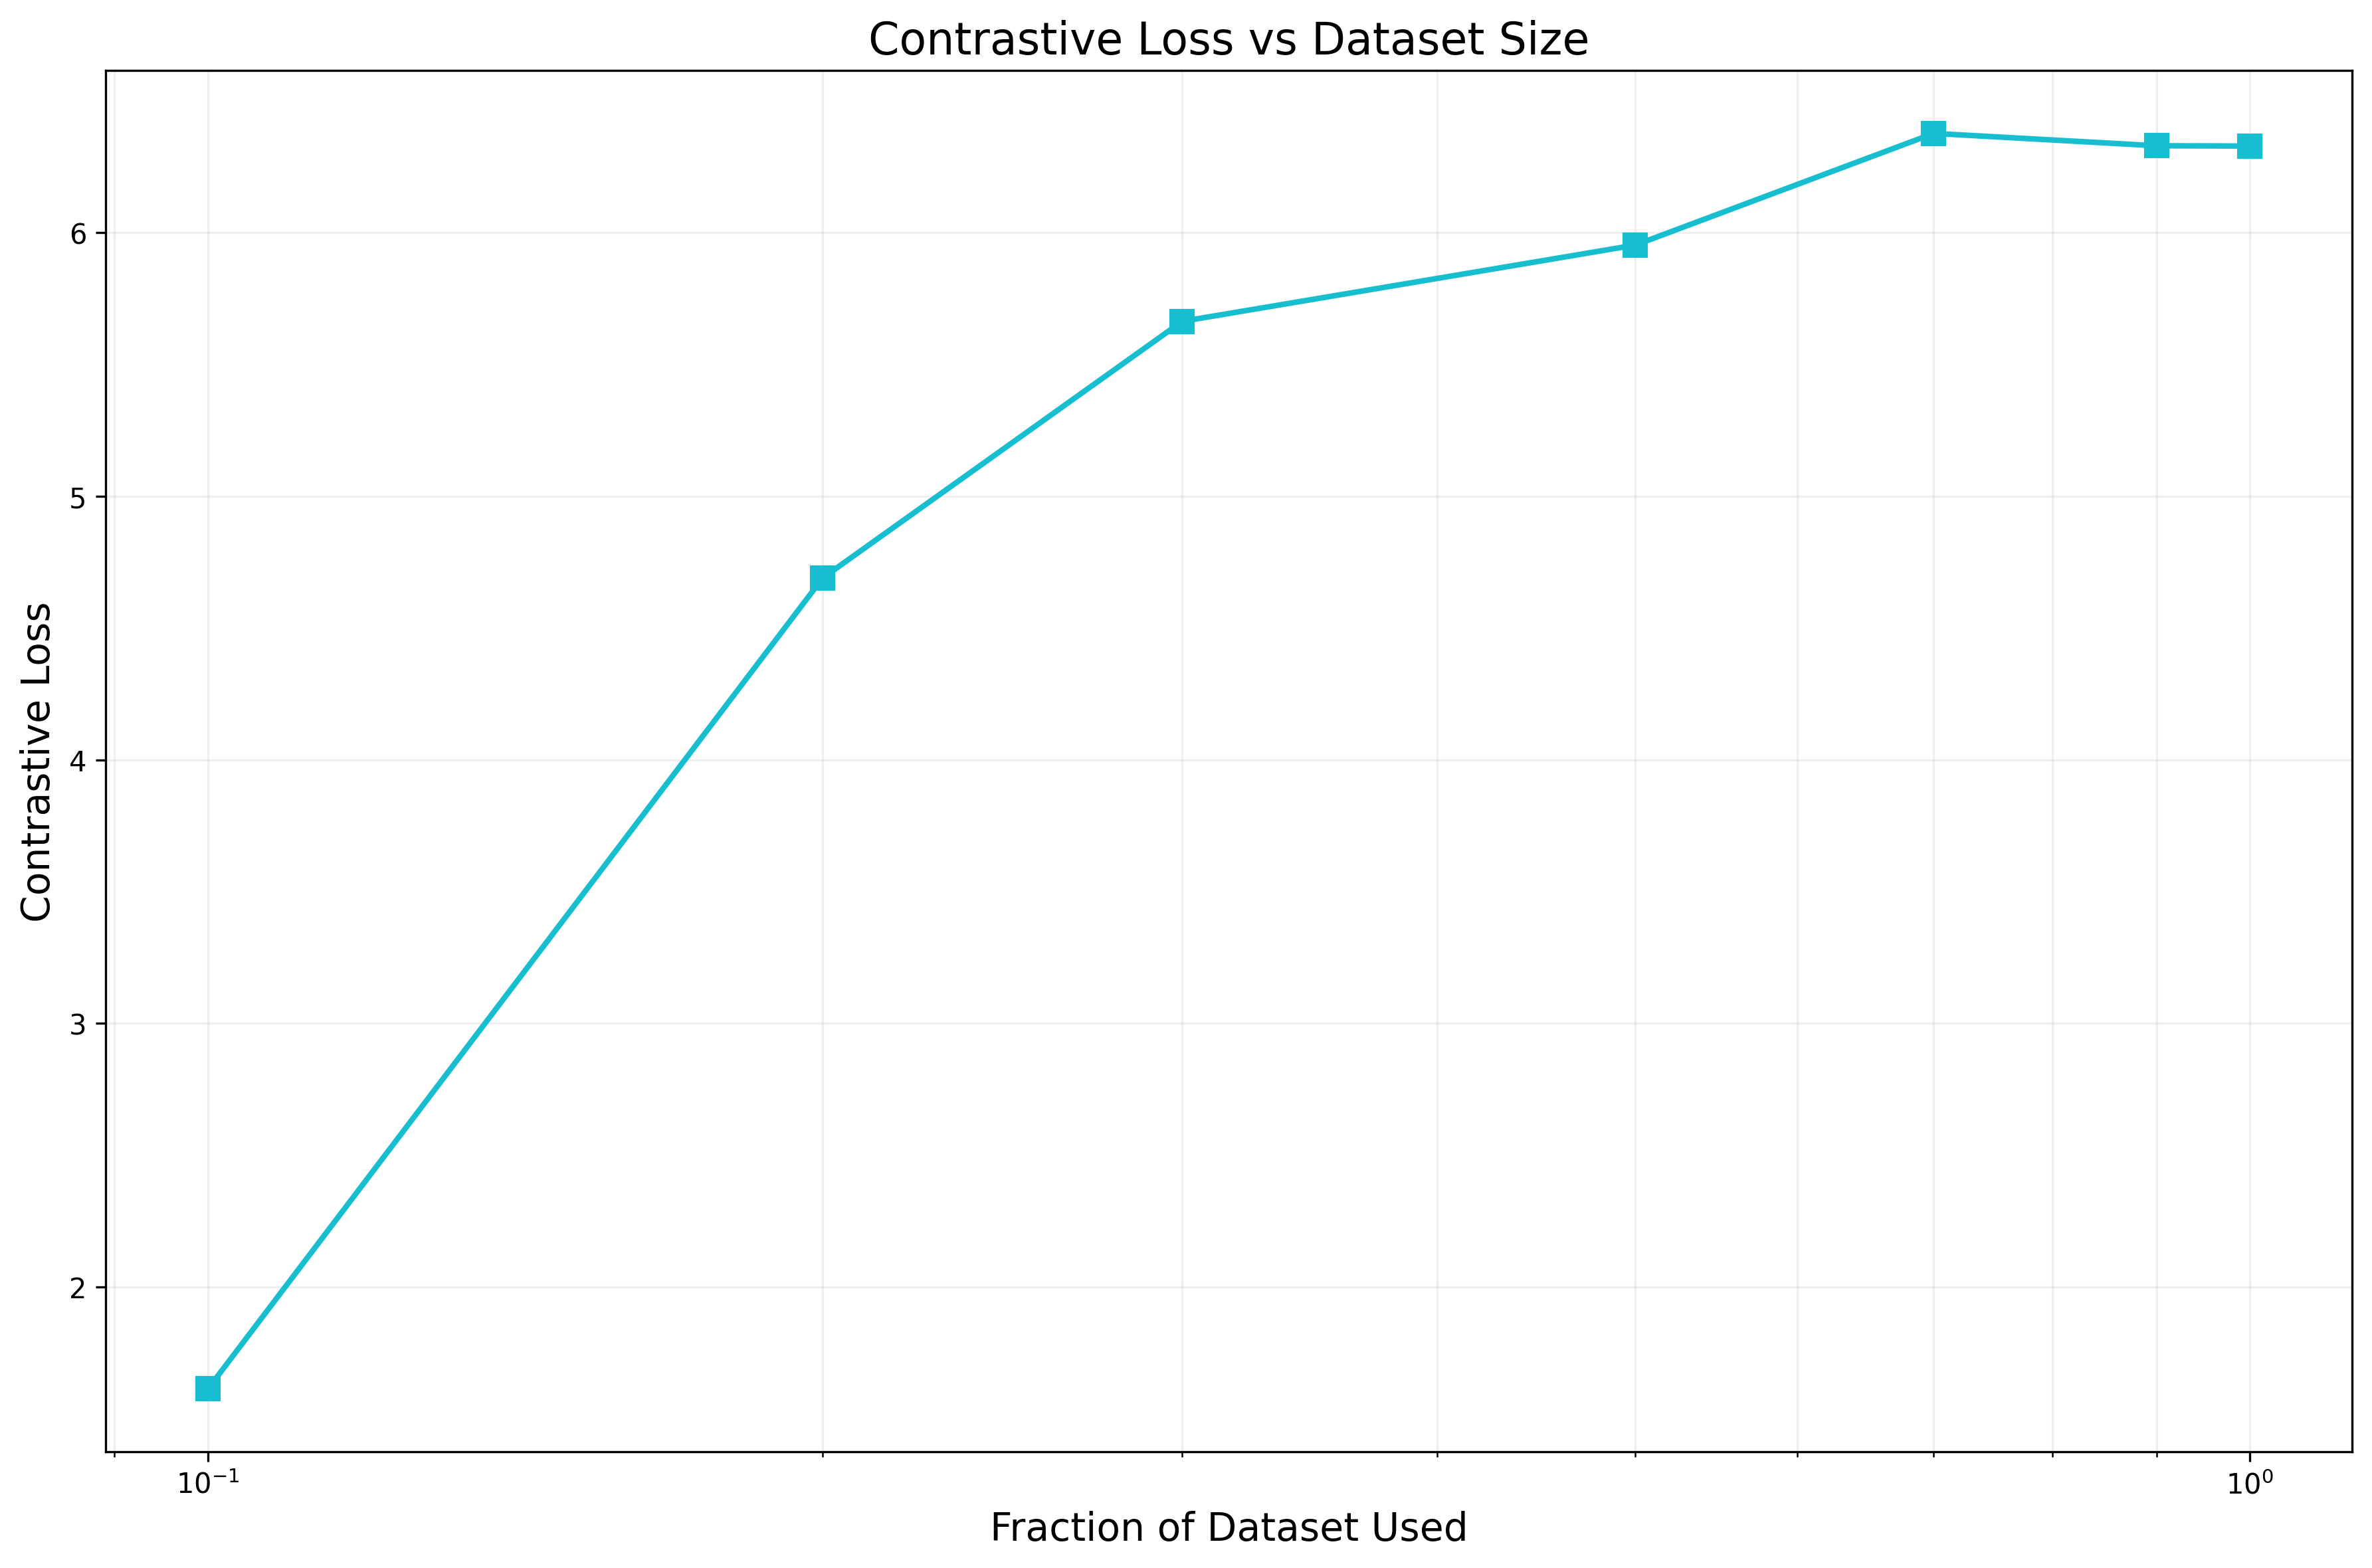 Contrastive Loss vs Dataset Size
Contrastive Loss
6
5
4
3
2
10⁻¹
10⁰
Fraction of Dataset Used